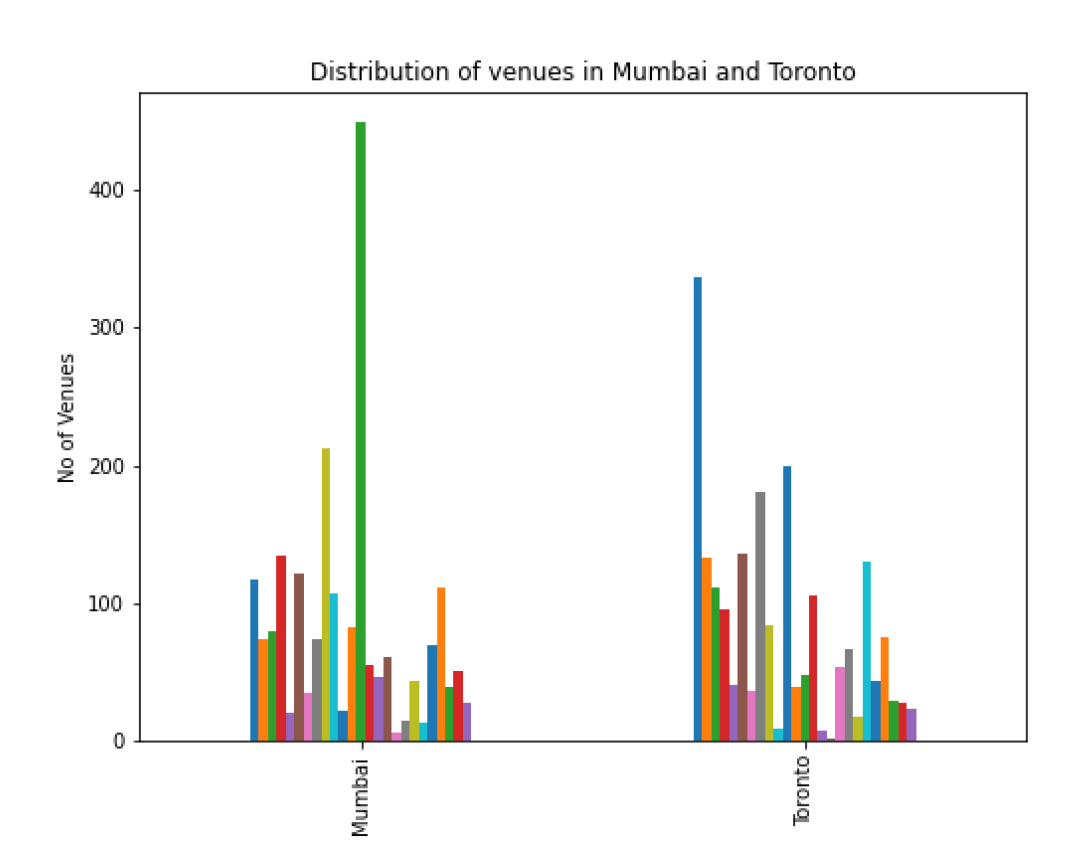 Distribution of venues in Mumbai and Toronto
No of Venues
400
300
200
100
0
Mumbai
Toronto